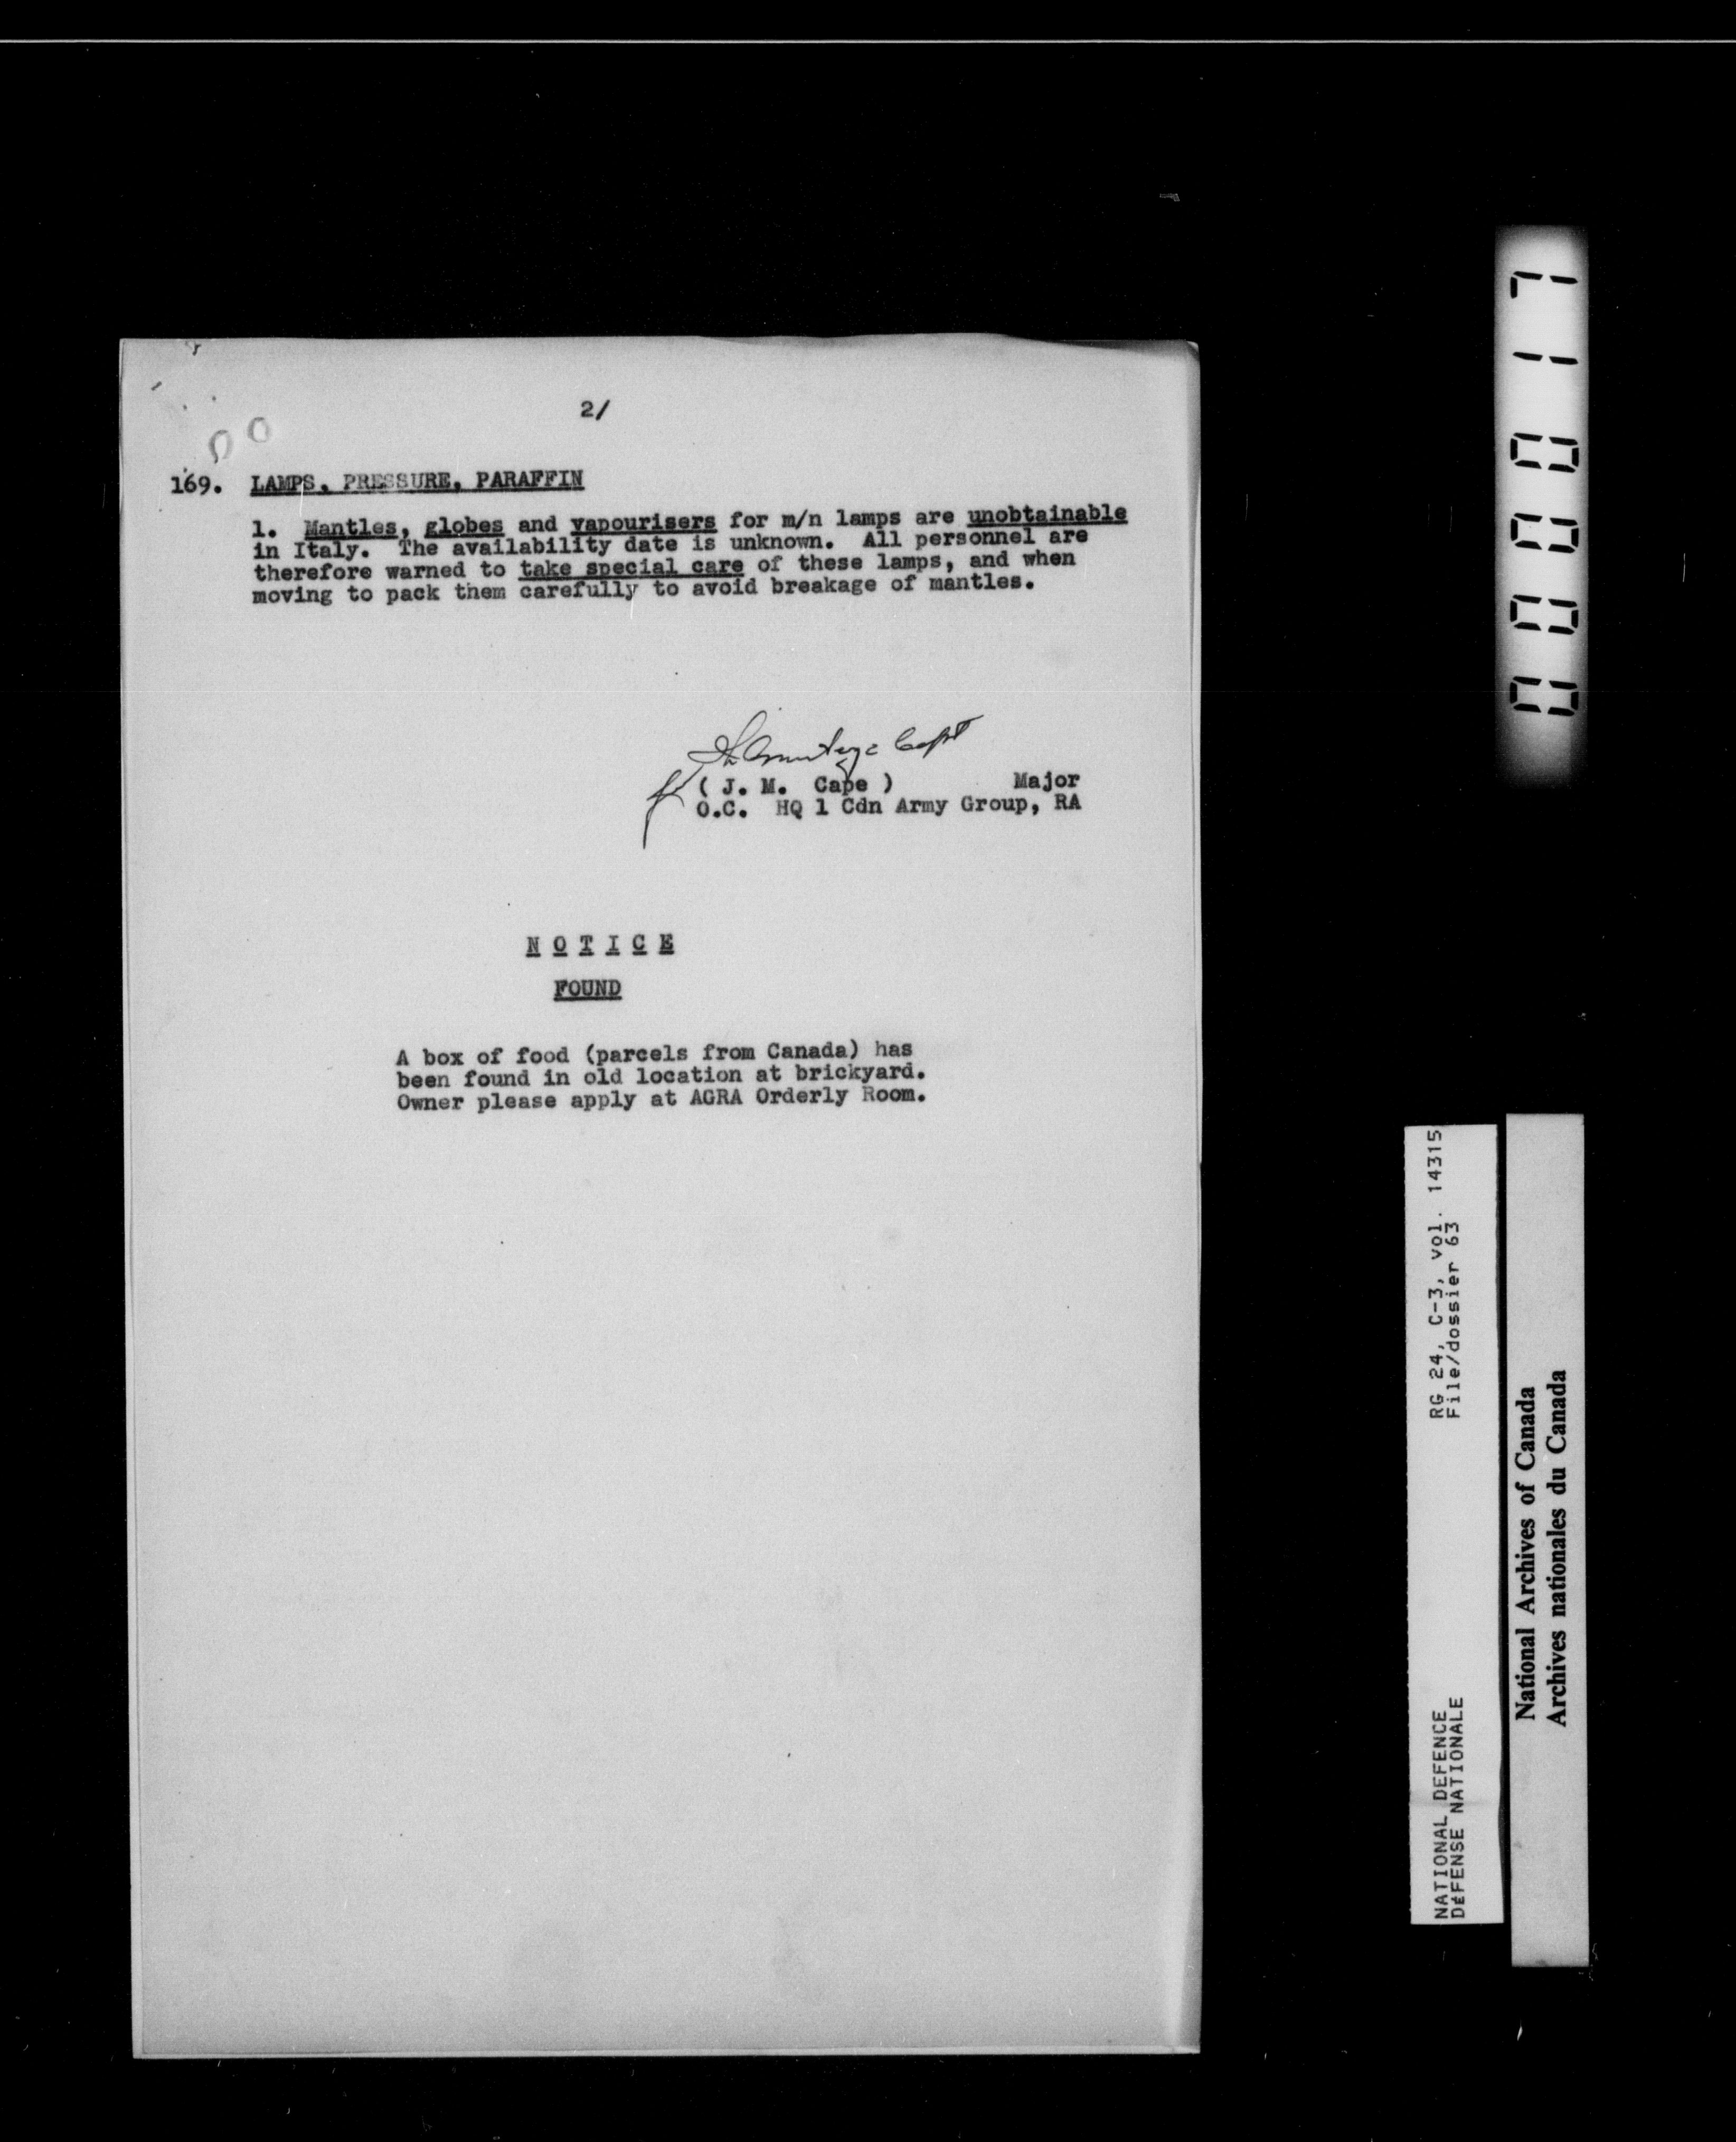 2/
169. LAMPS, PRESSURE, PARAFFIN
1. Mantles, globes and vapourisers for m/n lamps are unobtainable
in Italy. The availability date is unknown. All personnel are
therefore warned to take special care of these lamps, and when
moving to pack them carefully to avoid breakage of mantles.
Capt
( J. M. Cape ) Major
O.C. HQ 1 Cdn Army Group, RA
N O T I C E
FOUND
A box of food (parcels from Canada) has
been found in old location at brickyard.
Owner please apply at AGRA Orderly Room.
000017
RG 24, C-3, vol. 14315
File/dossier 63
NATIONAL DEFENCE
DÉFENSE NATIONALE
National Archives of Canada
Archives nationales du Canada